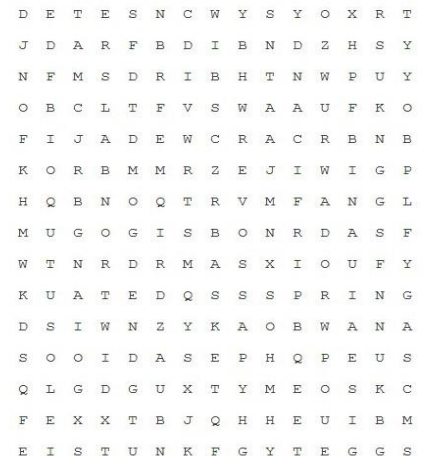 D E T E S N C W Y S Y O X R T
J D A R F B D I B N D Z H S Y
N F M S D R I B H T N W P U Y
O B C L T F V S W A A U F K O
F I J A D E W C R A C R B N B
K O R B M M R Z E J I W I G P
H Q B N O Q T R V M F A N G L
M U G O G I S B O N R D A S F
W T N R D R M A S X I O U F Y
K U A T E D Q S S S P R I N G
D S I W N Z Y K A O B W A N A
S O O I D A S E P H Q P E U S
Q L G D G U X T Y M E O S K C
F E X X T B J Q H H E U I B M
E I S T U N K F G Y T E G G S